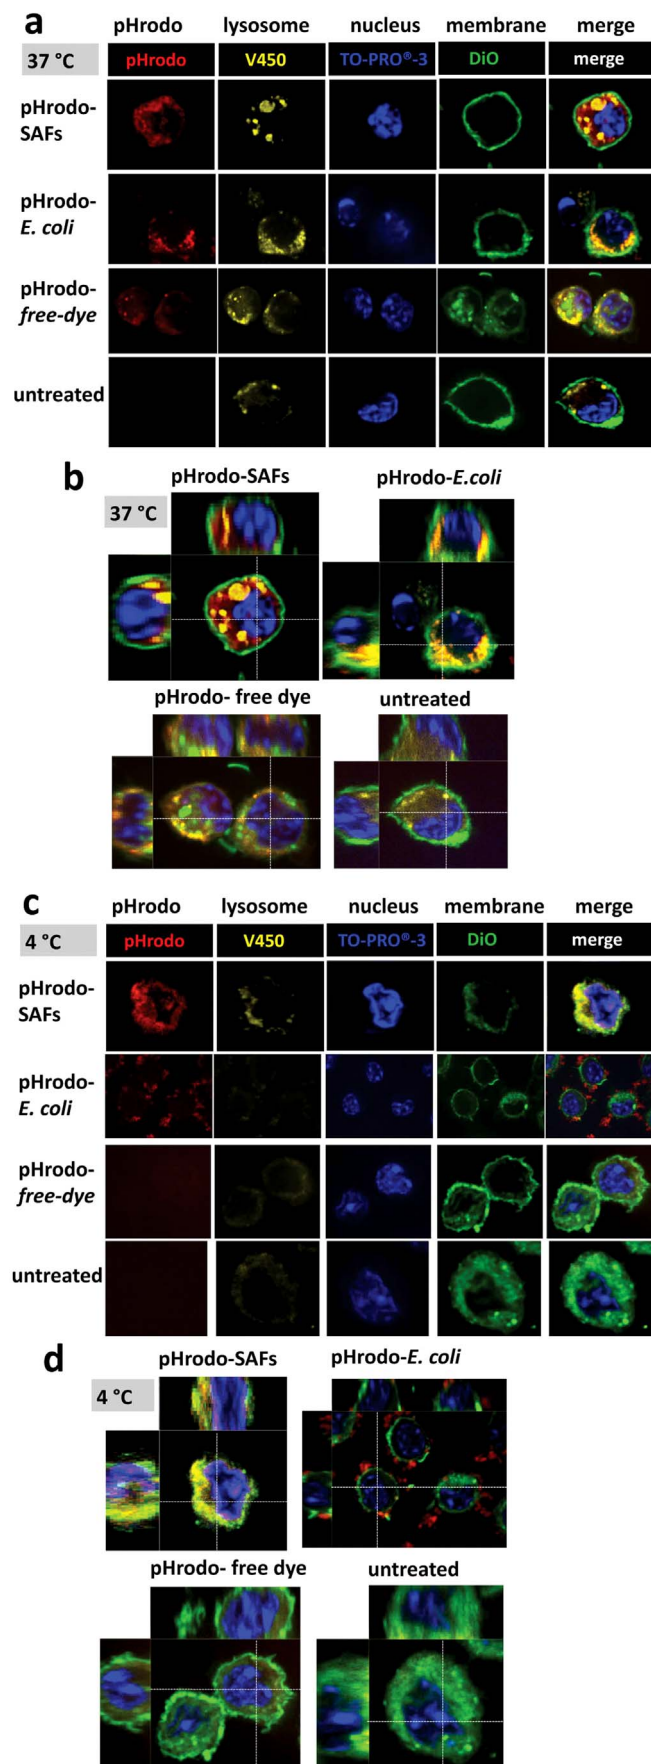 a
pHrodo lysosome nucleus membrane merge
37 °C pHrodo V450 TO-PRO®-3 DiO merge
pHrodo-
SAFs
pHrodo-
E. coli
pHrodo-
free-dye
untreated
b
pHrodo-SAFs pHrodo-E.coli
37 °C
pHrodo- free dye untreated
c
pHrodo lysosome nucleus membrane merge
4 °C pHrodo V450 TO-PRO®-3 DiO merge
pHrodo-
SAFs
pHrodo-
E. coli
pHrodo-
free-dye
untreated
d
pHrodo-SAFs pHrodo-E. coli
4 °C
pHrodo- free dye untreated